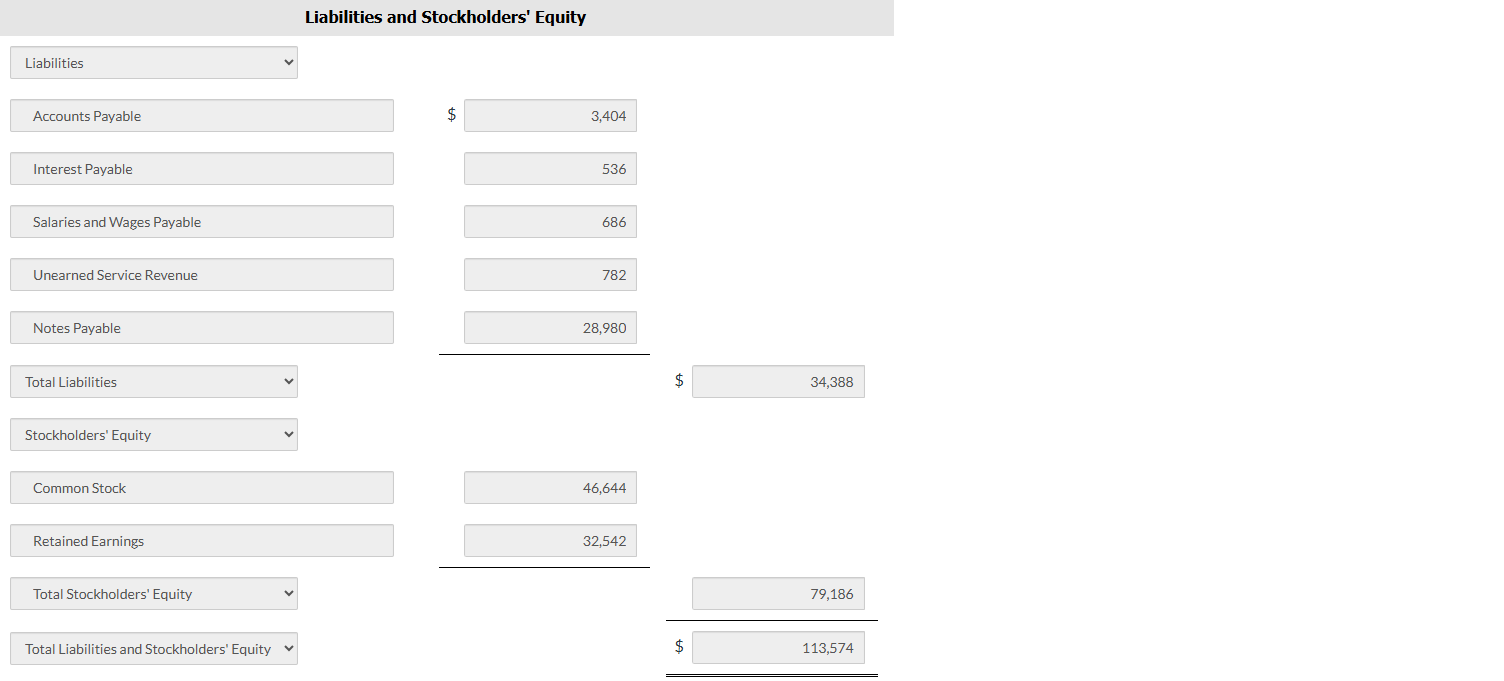 Liabilities and Stockholders' Equity
Liabilities
Accounts Payable $ 3,404
Interest Payable 536
Salaries and Wages Payable 686
Unearned Service Revenue 782
Notes Payable 28,980
Total Liabilities $ 34,388
Stockholders' Equity
Common Stock 46,644
Retained Earnings 32,542
Total Stockholders' Equity 79,186
Total Liabilities and Stockholders' Equity $ 113,574